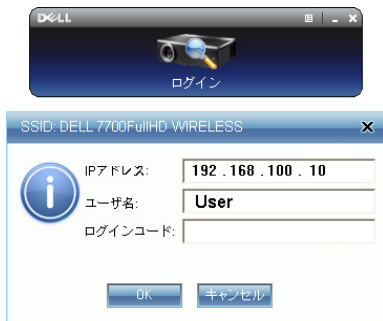 DELL
ログイン
SSID: DELL 7700FullHD WIRELESS
IPアドレス: 192 . 168 . 100 . 10
ユーザ名: User
ログインコード:
OK キャンセル